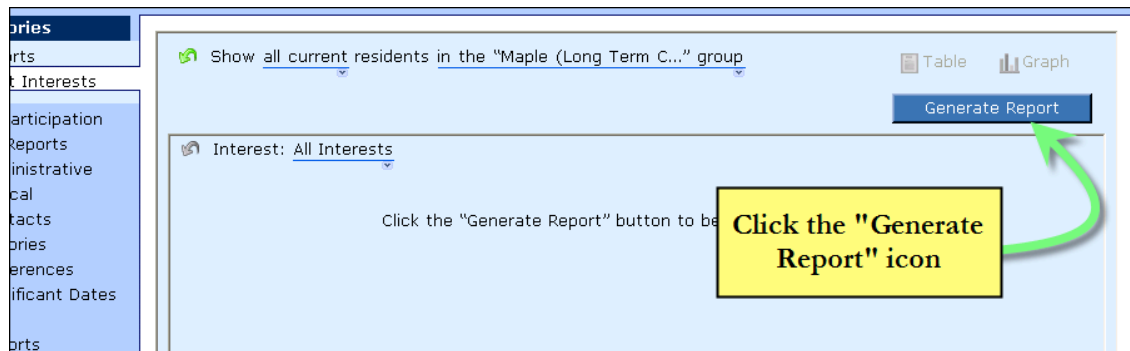 ories
rts
t Interests
articipation
Reports
inistrative
cal
tacts
ories
erences
ificant Dates
orts
Show all current residents in the "Maple (Long Term C..." group
Table
Graph
Generate Report
Interest: All Interests
Click the "Generate Report" button to be
Click the "Generate
Report" icon